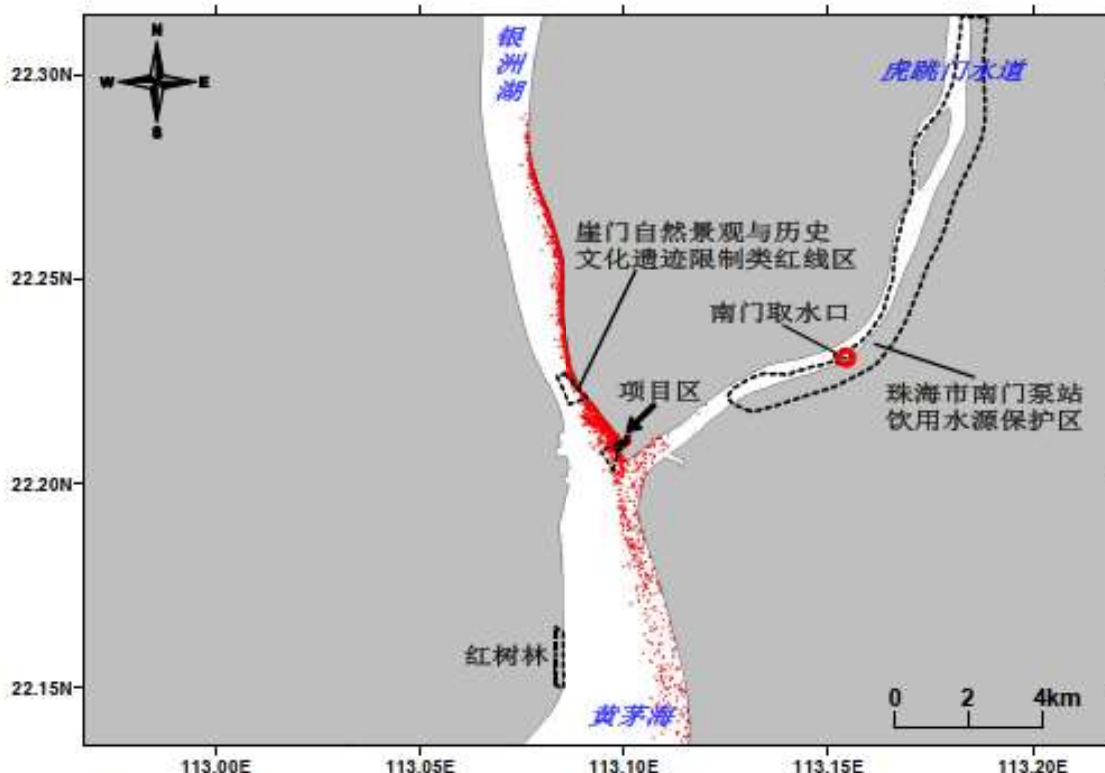 N
W E
S
22.30N
22.25N
22.20N
22.15N
113.00E
113.05E
113.10E
113.15E
113.20E
银洲湖
虎跳门水道
崖门自然景观与历史
文化遗迹限制类红线区
南门取水口
项目区
珠海市南门泵站
饮用水源保护区
红树林
黄茅海
0 2 4km